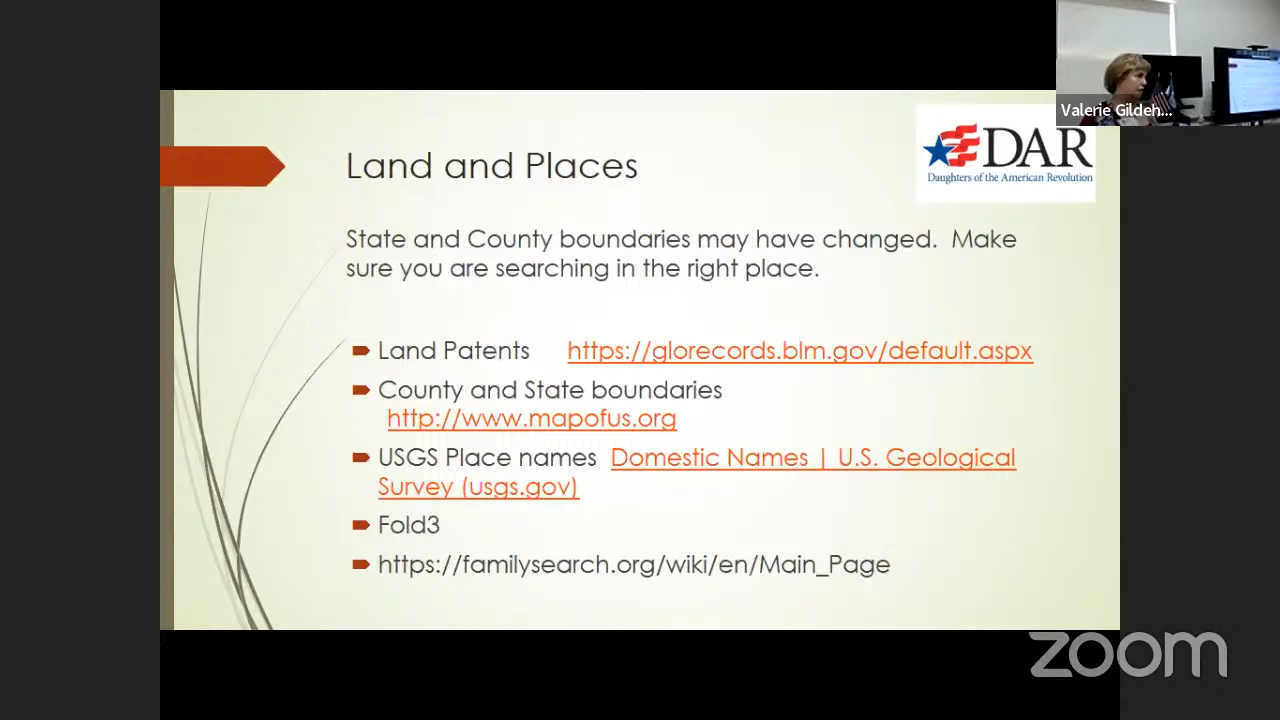 Valerie Gildeh...
DAR
Daughters of the American Revolution
Land and Places
State and County boundaries may have changed.  Make
sure you are searching in the right place.
Land Patents https://glorecords.blm.gov/default.aspx
County and State boundaries
http://www.mapofus.org
USGS Place names Domestic Names | U.S. Geological
Survey (usgs.gov)
Fold3
https://familysearch.org/wiki/en/Main_Page
zoom